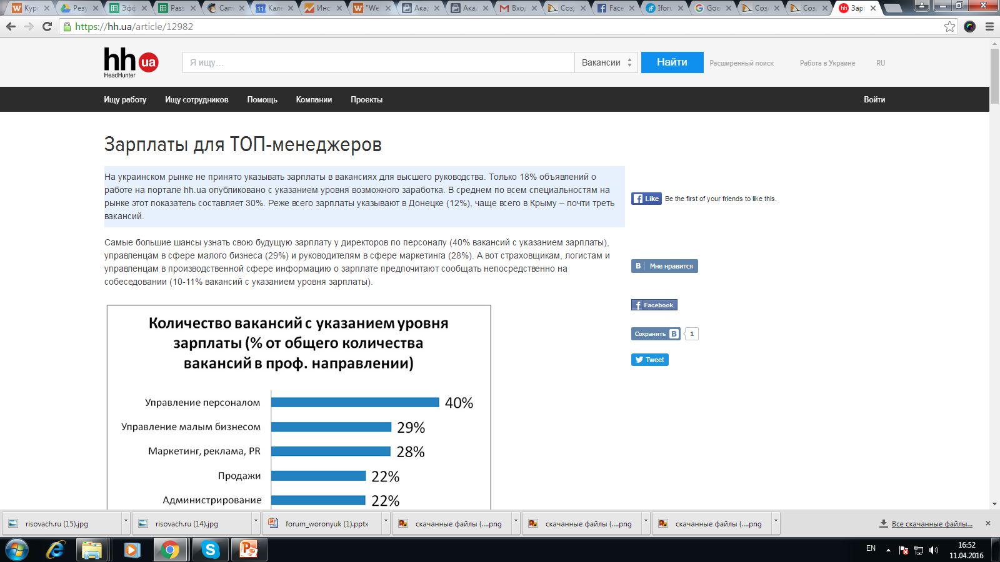 Курс
Резу
Эфф
Pass
Cam
Кале
Инс
"We
Ака
Ака
Вхо
Соз
Face
Iforu
Goo
Соз
Соз
Зар
https://hh.ua/article/12982
hh ua
HeadHunter
Я ищу...
Вакансии
Найти
Расширенный поиск
Работа в Украине
RU
Ищу работу
Ищу сотрудников
Помощь
Компании
Проекты
Войти
Зарплаты для ТОП-менеджеров
На украинском рынке не принято указывать зарплаты в вакансиях для высшего руководства. Только 18% объявлений о
работе на портале hh.ua опубликовано с указанием уровня возможного заработка. В среднем по всем специальностям на
рынке этот показатель составляет 30%. Реже всего зарплаты указывают в Донецке (12%), чаще всего в Крыму – почти треть
вакансий.
Самые большие шансы узнать свою будущую зарплату у директоров по персоналу (40% вакансий с указанием зарплаты),
управленцам в сфере малого бизнеса (29%) и руководителям в сфере маркетинга (28%). А вот страховщикам, логистам и
управленцам в производственной сфере информацию о зарплате предпочитают сообщать непосредственно на
собеседовании (10-11% вакансий с указанием уровня зарплаты).
Like
Be the first of your friends to like this.
B Мне нравится
Facebook
Сохранить B 1
Tweet
Количество вакансий с указанием уровня
зарплаты (% от общего количества
вакансий в проф. направлении)
Управление персоналом 40%
Управление малым бизнесом 29%
Маркетинг, реклама, PR 28%
Продажи 22%
Администрирование 22%
risovach.ru (15).jpg
risovach.ru (14).jpg
forum_woronyuk (1).pptx
скачанные файлы (....png
скачанные файлы (....png
скачанные файлы (....png
Все скачанные файлы...
EN
16:52
11.04.2016